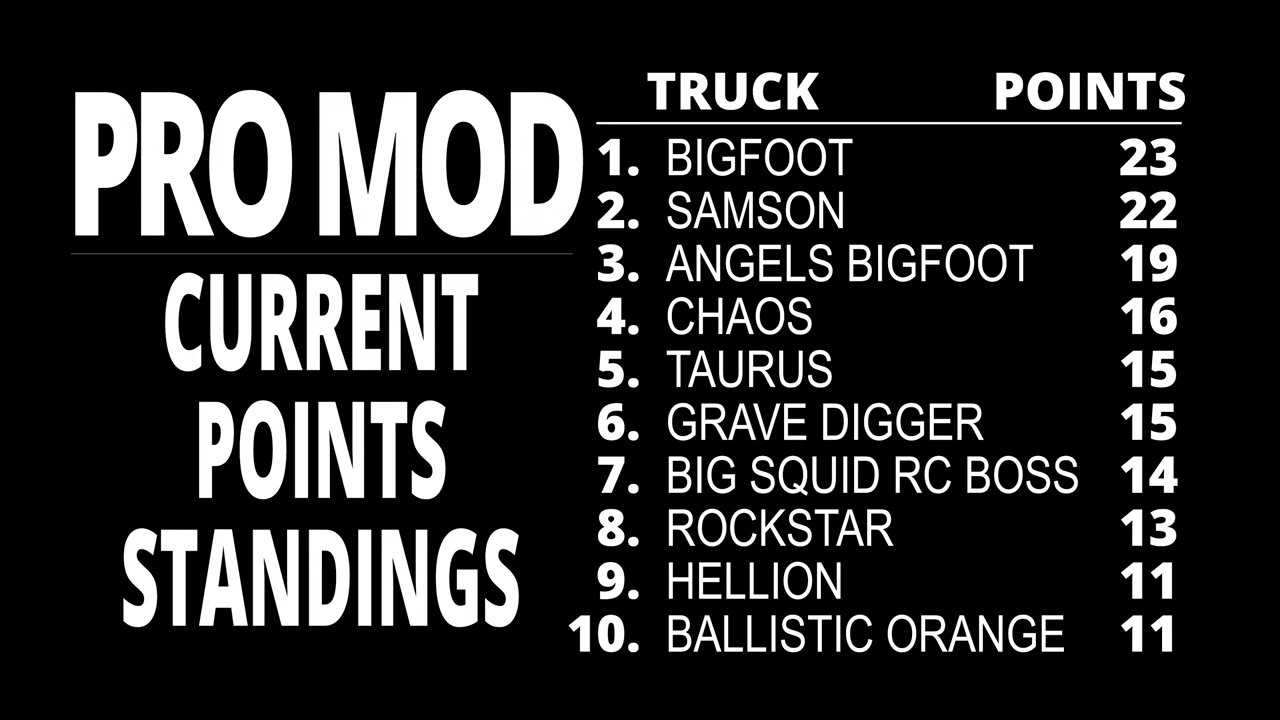 PRO MOD
CURRENT
POINTS
STANDINGS
TRUCK POINTS
1. BIGFOOT 23
2. SAMSON 22
3. ANGELS BIGFOOT 19
4. CHAOS 16
5. TAURUS 15
6. GRAVE DIGGER 15
7. BIG SQUID RC BOSS 14
8. ROCKSTAR 13
9. HELLION 11
10. BALLISTIC ORANGE 11